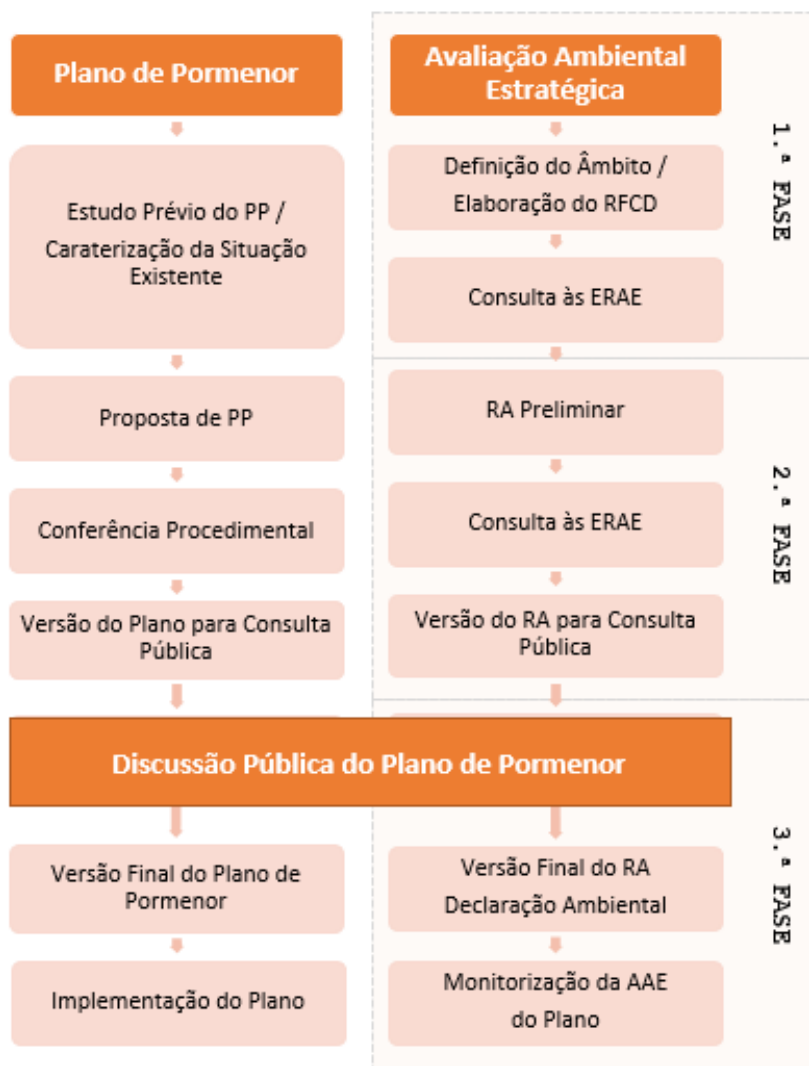 Plano de Pormenor
Estudo Prévio do PP /
Caraterização da Situação
Existente
Proposta de PP
Conferência Procedimental
Versão do Plano para Consulta
Pública
Avaliação Ambiental
Estratégica
Definição do Âmbito /
Elaboração do RFCD
Consulta às ERAE
1.ª FASE
RA Preliminar
Consulta às ERAE
Versão do RA para Consulta
Pública
2.ª FASE
Discussão Pública do Plano de Pormenor
Versão Final do Plano de
Pormenor
Implementação do Plano
Versão Final do RA
Declaração Ambiental
Monitorização da AAE
do Plano
3.ª FASE